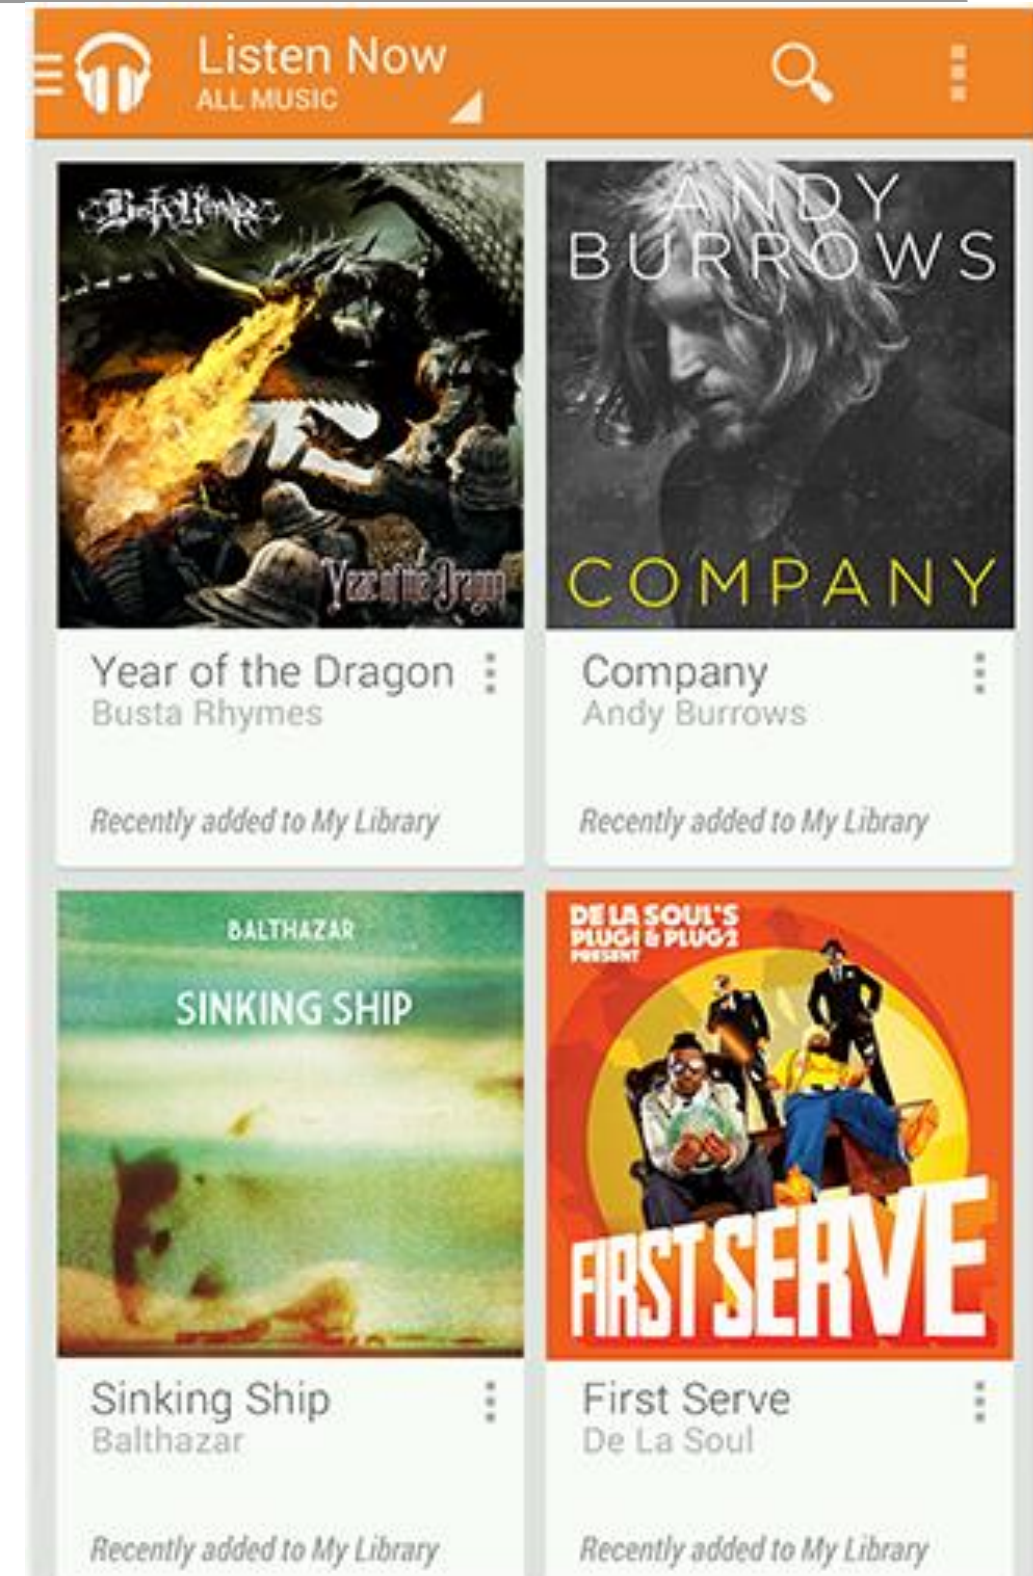 Listen Now
ALL MUSIC
Busta Rhymes
Year of the Dragon
Year of the Dragon
Busta Rhymes
Recently added to My Library
ANDY
BURROWS
COMPANY
Company
Andy Burrows
Recently added to My Library
BALTHAZAR
SINKING SHIP
Sinking Ship
Balthazar
Recently added to My Library
DE LA SOUL'S
PLUG1 & PLUG2
PRESENT
FIRST SERVE
First Serve
De La Soul
Recently added to My Library